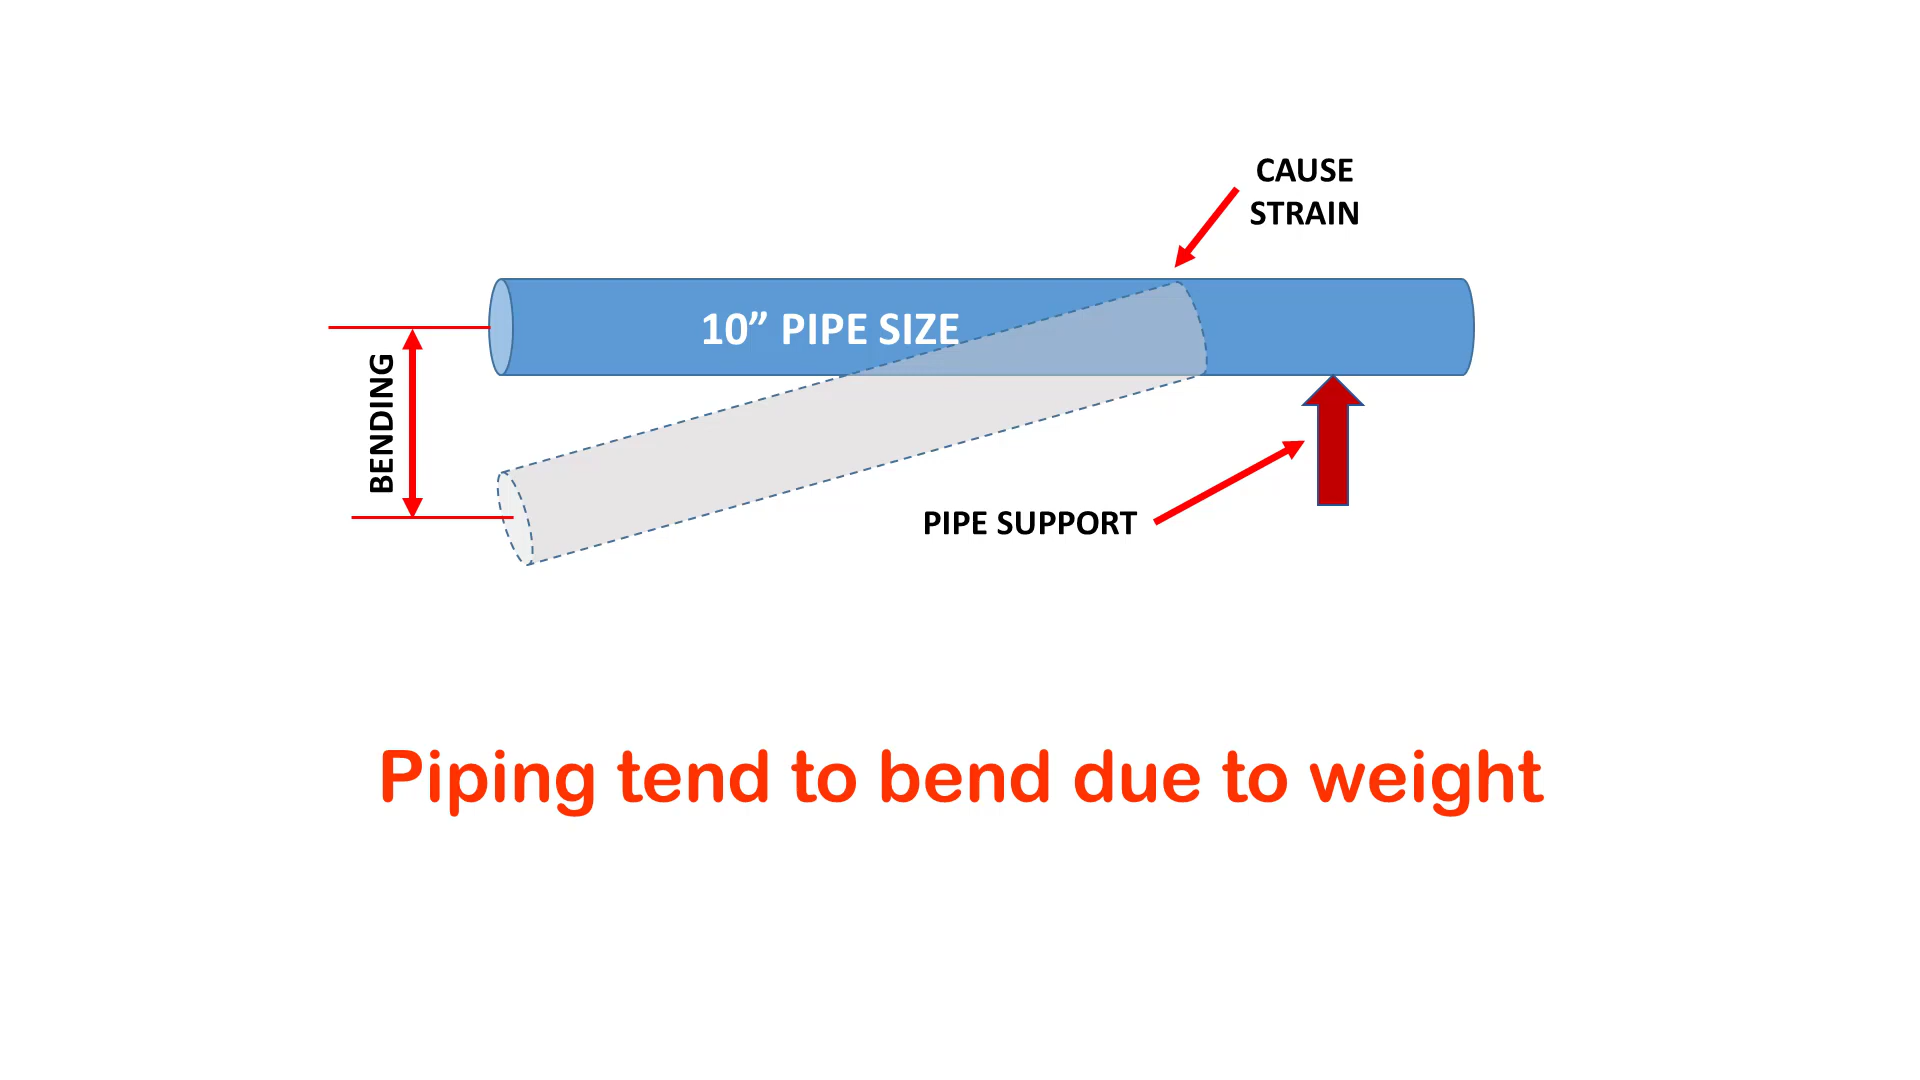 CAUSE
STRAIN
10” PIPE SIZE
BENDING
PIPE SUPPORT
Piping tend to bend due to weight